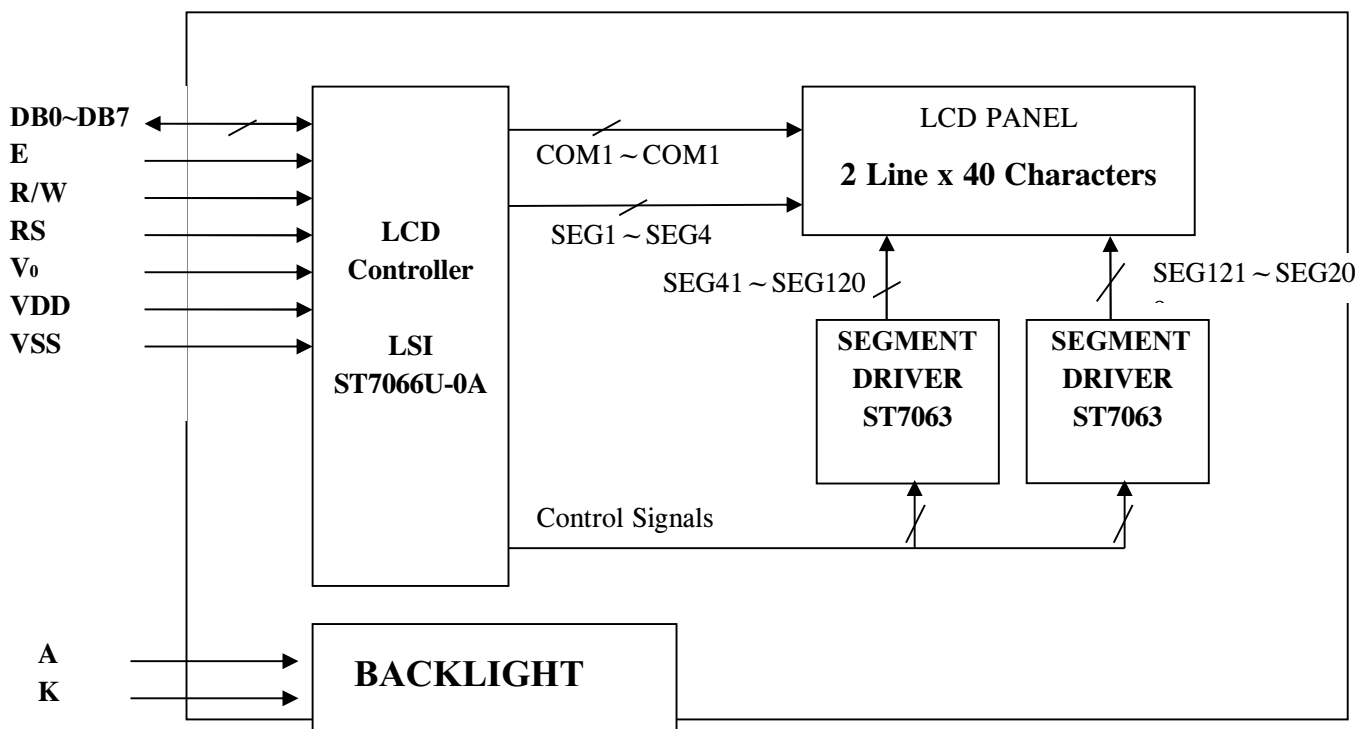 DB0~DB7
E
R/W
RS
V0
VDD
VSS
LCD
Controller
LSI
ST7066U-0A
COM1~COM1
SEG1~SEG4
LCD PANEL
2 Line x 40 Characters
SEG41~SEG120
SEG121~SEG20
SEGMENT
DRIVER
ST7063
SEGMENT
DRIVER
ST7063
Control Signals
A
K
BACKLIGHT